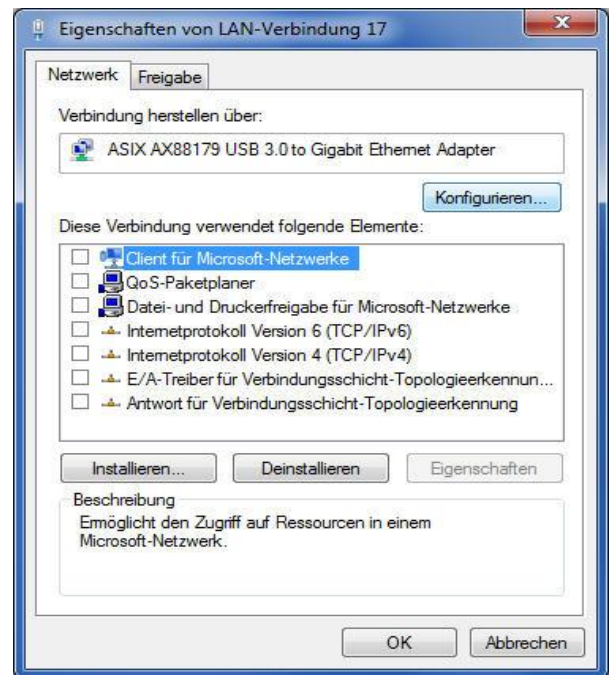 Eigenschaften von LAN-Verbindung 17
Netzwerk
Freigabe
Verbindung herstellen über:
ASIX AX88179 USB 3.0 to Gigabit Ethernet Adapter
Konfigurieren...
Diese Verbindung verwendet folgende Elemente:
Client für Microsoft-Netzwerke
QoS-Paketplaner
Datei- und Druckerfreigabe für Microsoft-Netzwerke
Internetprotokoll Version 6 (TCP/IPv6)
Internetprotokoll Version 4 (TCP/IPv4)
E/A-Treiber für Verbindungsschicht-Topologieerkennun...
Antwort für Verbindungsschicht-Topologieerkennung
Installieren...
Deinstallieren
Eigenschaften
Beschreibung
Ermöglicht den Zugriff auf Ressourcen in einem
Microsoft-Netzwerk.
OK
Abbrechen